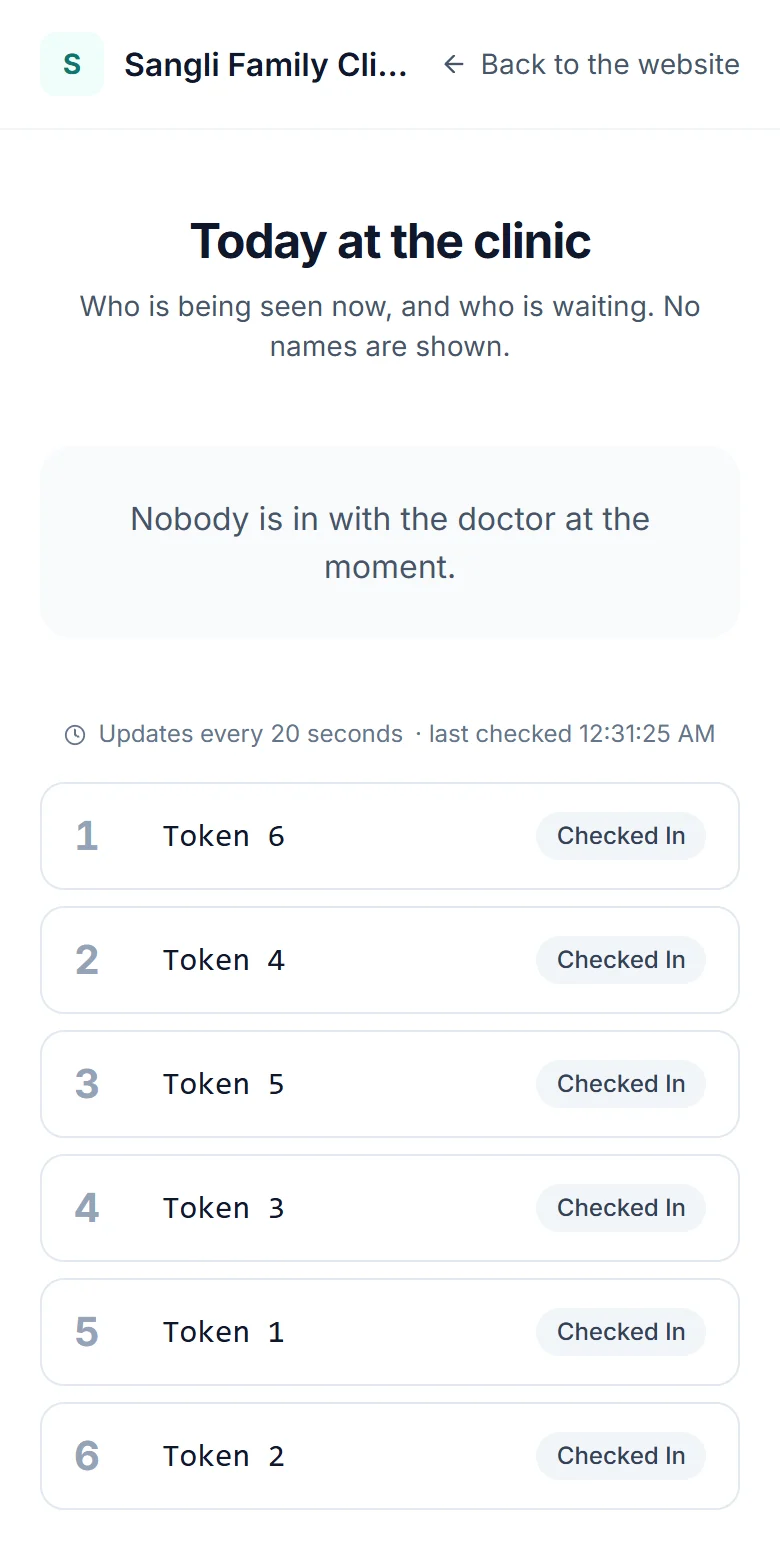 S
Sangli Family Cli...
← Back to the website
Today at the clinic
Who is being seen now, and who is waiting. No
names are shown.
Nobody is in with the doctor at the
moment.
Updates every 20 seconds · last checked 12:31:25 AM
1 Token 6 Checked In
2 Token 4 Checked In
3 Token 5 Checked In
4 Token 3 Checked In
5 Token 1 Checked In
6 Token 2 Checked In